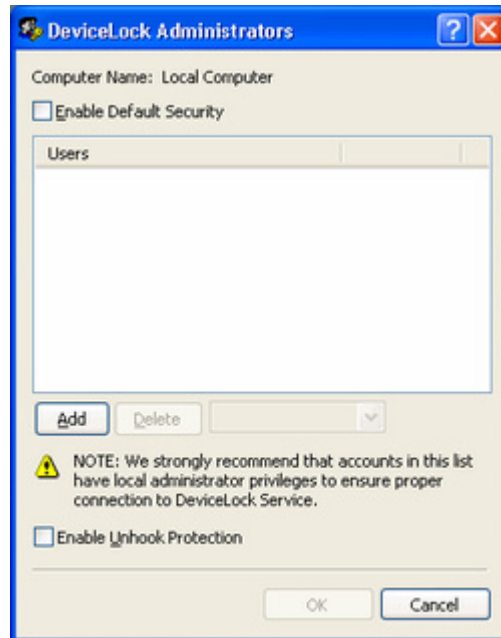 DeviceLock Administrators
Computer Name: Local Computer
Enable Default Security
Users
Add Delete
NOTE: We strongly recommend that accounts in this list
have local administrator privileges to ensure proper
connection to DeviceLock Service.
Enable Unhook Protection
OK Cancel